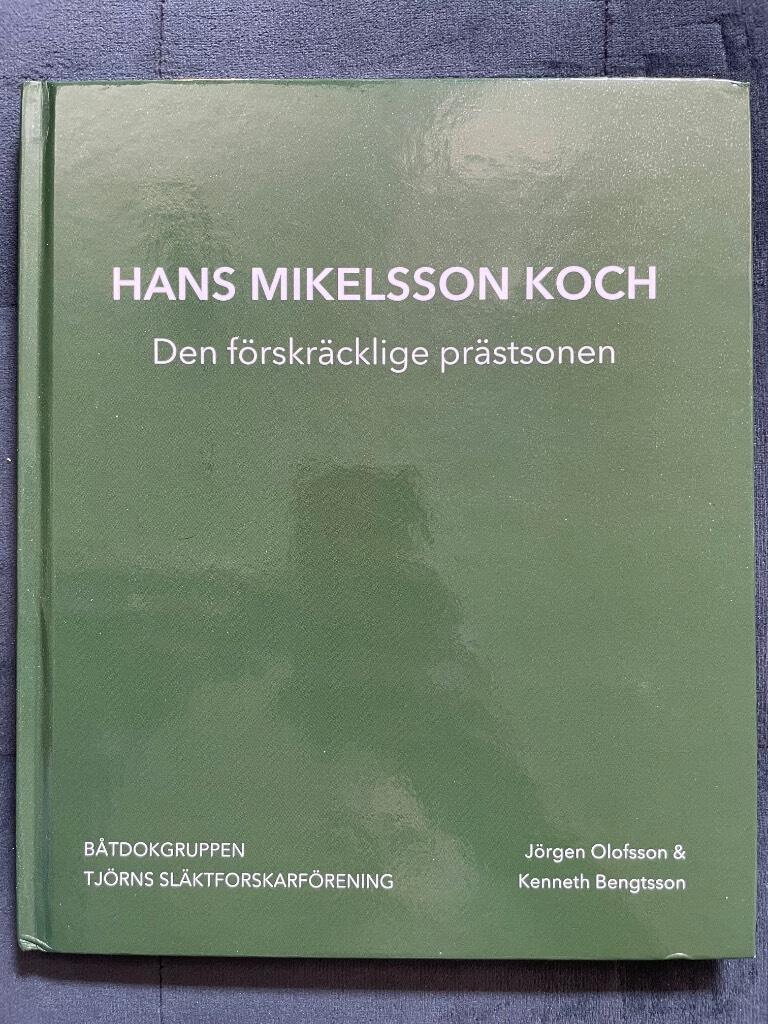 HANS MIKELSSON KOCH
Den förskräcklige prästsonen
BÅTDOKGRUPPEN
TJÖRNS SLÄKTFORSKARFÖRENING
Jörgen Olofsson &
Kenneth Bengtsson